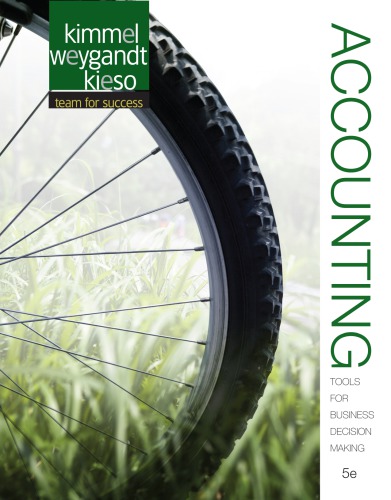 kimmel
weygandt
kieso
team for success
ACCOUNTING
TOOLS
FOR
BUSINESS
DECISION
MAKING
5e